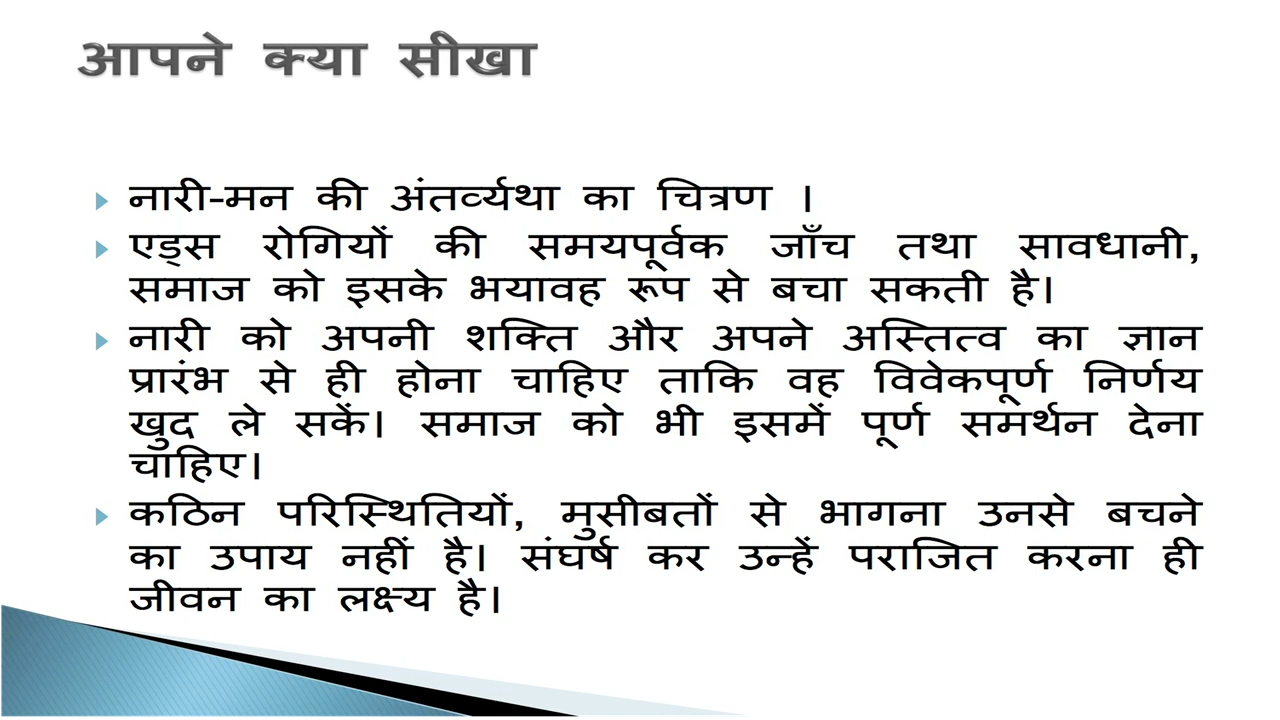 आपने क्या सीखा
नारी-मन की अंतर्व्यथा का चित्रण ।
एड्स रोगियों की समयपूर्वक जाँच तथा सावधानी,
समाज को इसके भयावह रूप से बचा सकती है।
नारी को अपनी शक्ति और अपने अस्तित्व का ज्ञान
प्रारंभ से ही होना चाहिए ताकि वह विवेकपूर्ण निर्णय
खुद ले सकें। समाज को भी इसमें पूर्ण समर्थन देना
चाहिए।
कठिन परिस्थितियों, मुसीबतों से भागना उनसे बचने
का उपाय नहीं है। संघर्ष कर उन्हें पराजित करना ही
जीवन का लक्ष्य है।